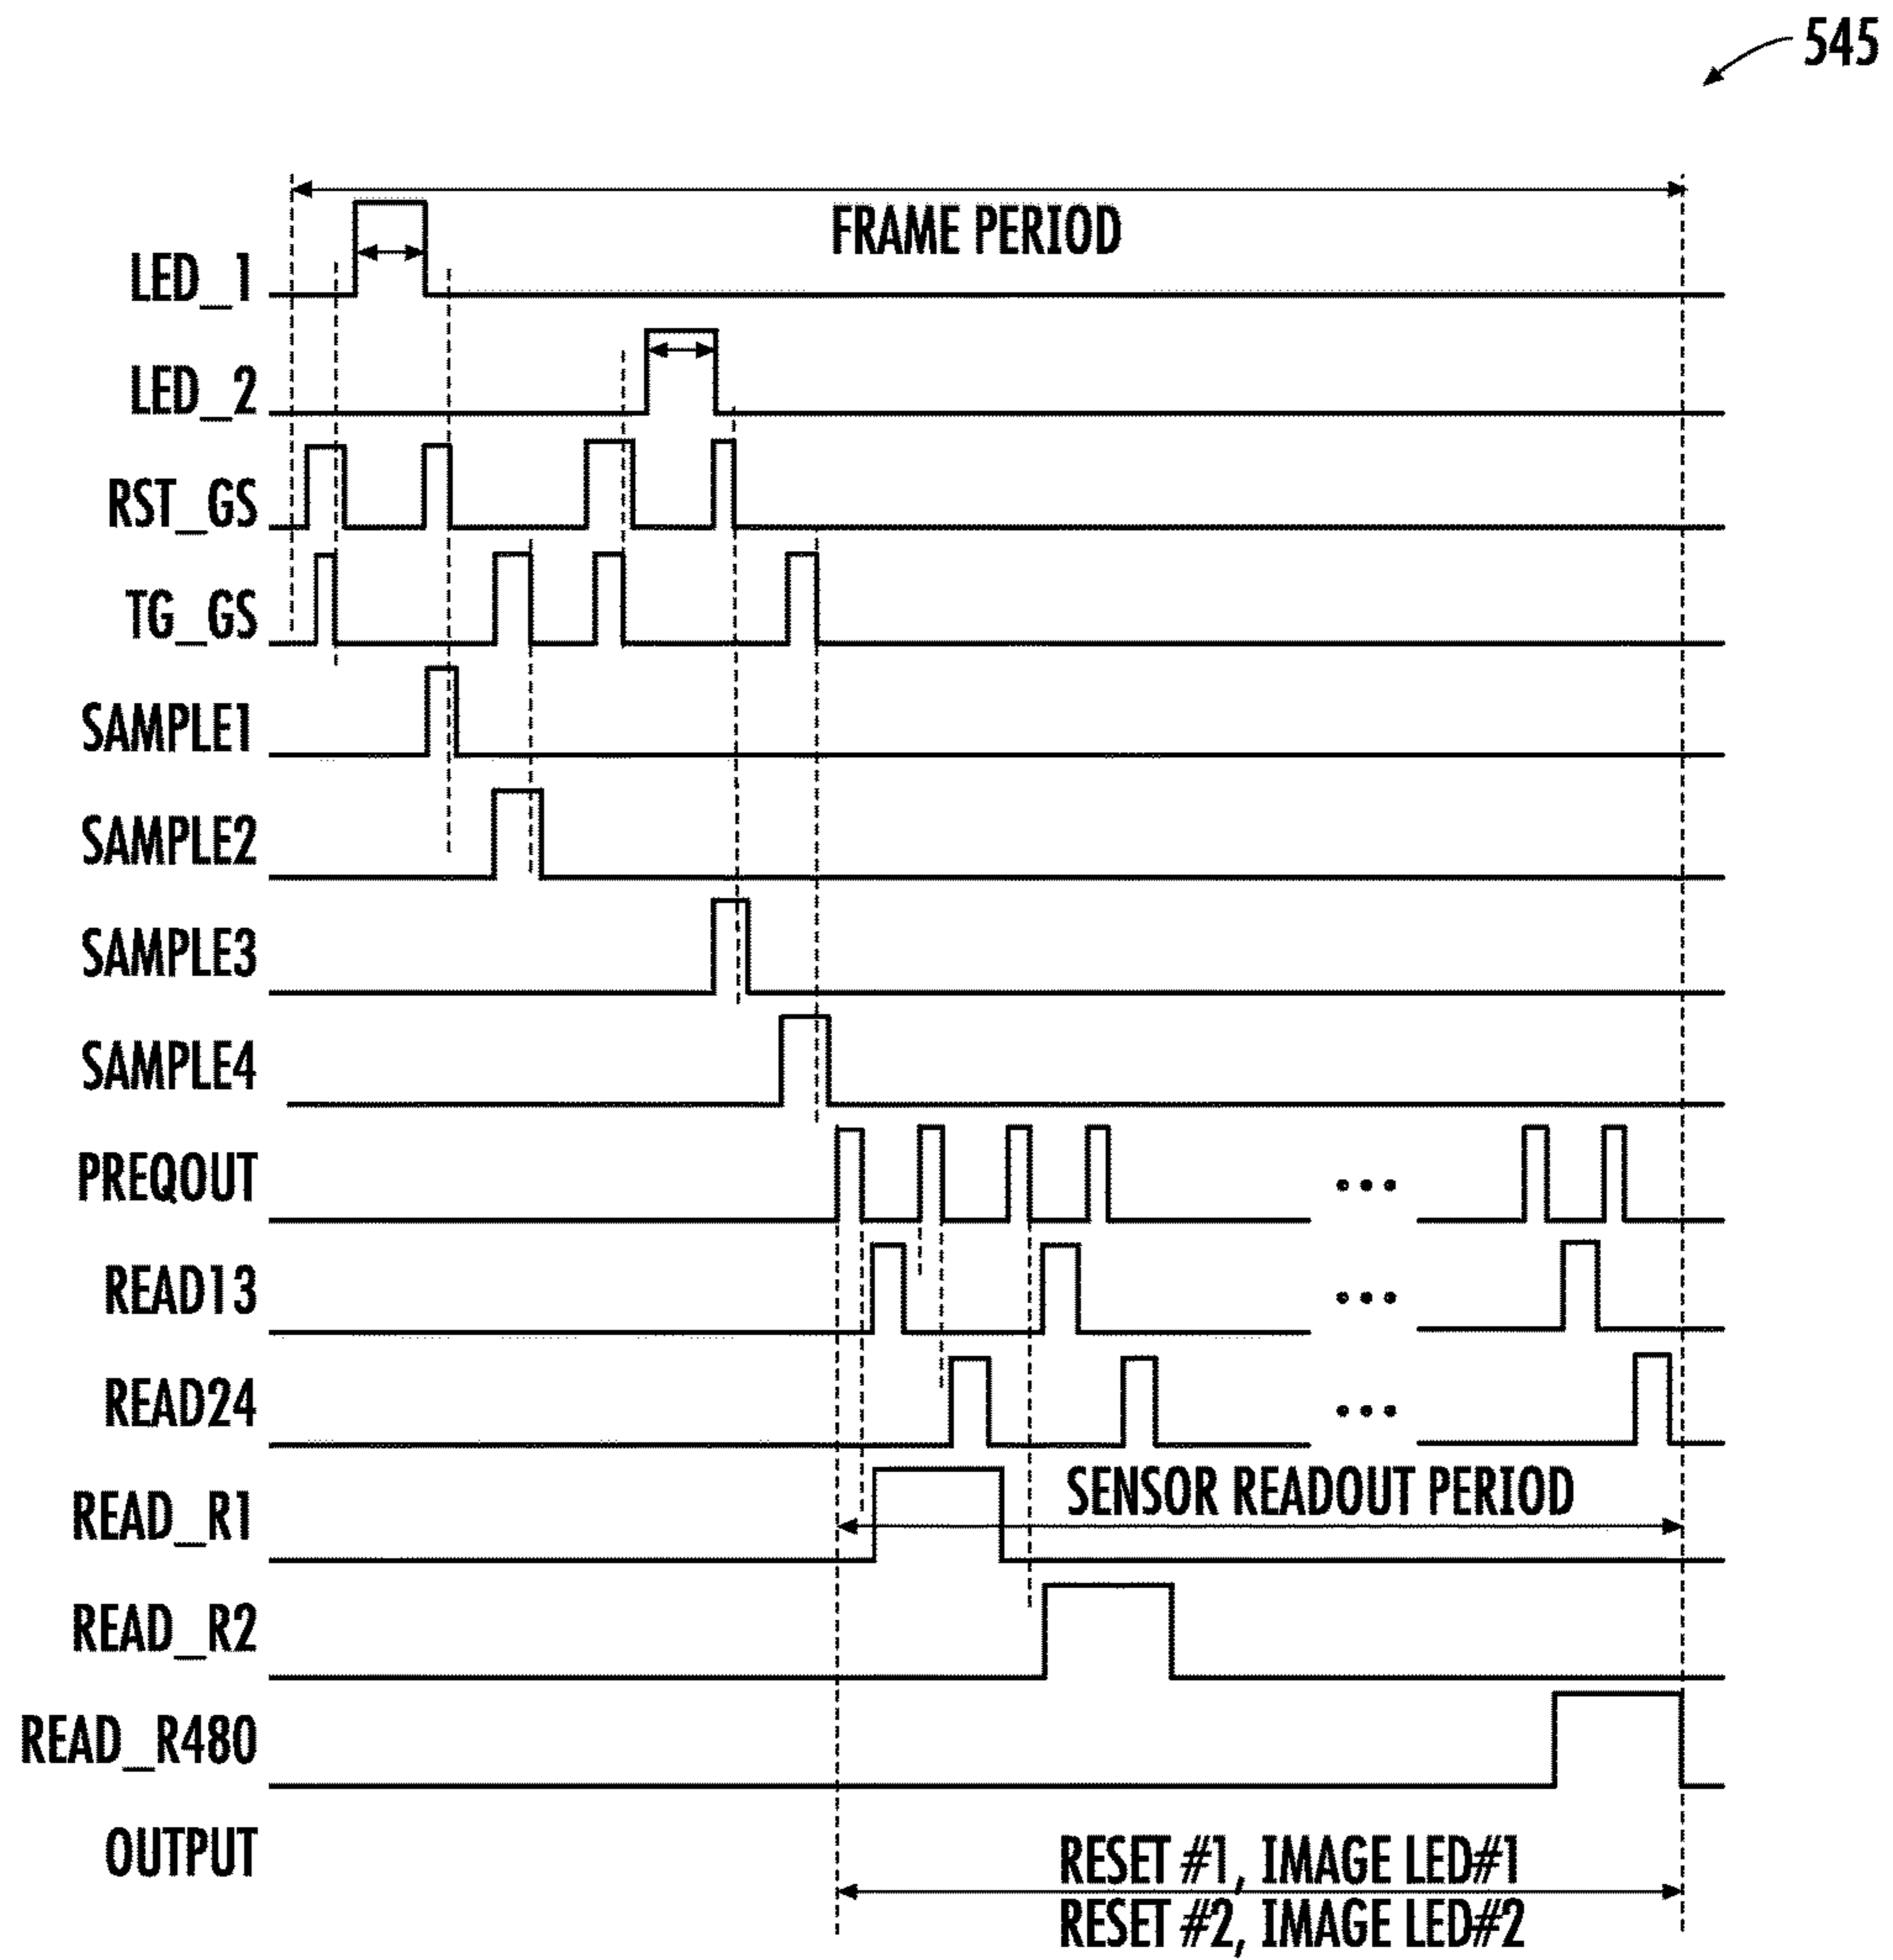 545
FRAME PERIOD
LED_1
LED_2
RST_GS
TG_GS
SAMPLE1
SAMPLE2
SAMPLE3
SAMPLE4
PREQOUT
...
READ13
...
READ24
...
SENSOR READOUT PERIOD
READ_R1
READ_R2
READ_R480
OUTPUT
RESET #1, IMAGE LED#1
RESET #2, IMAGE LED#2